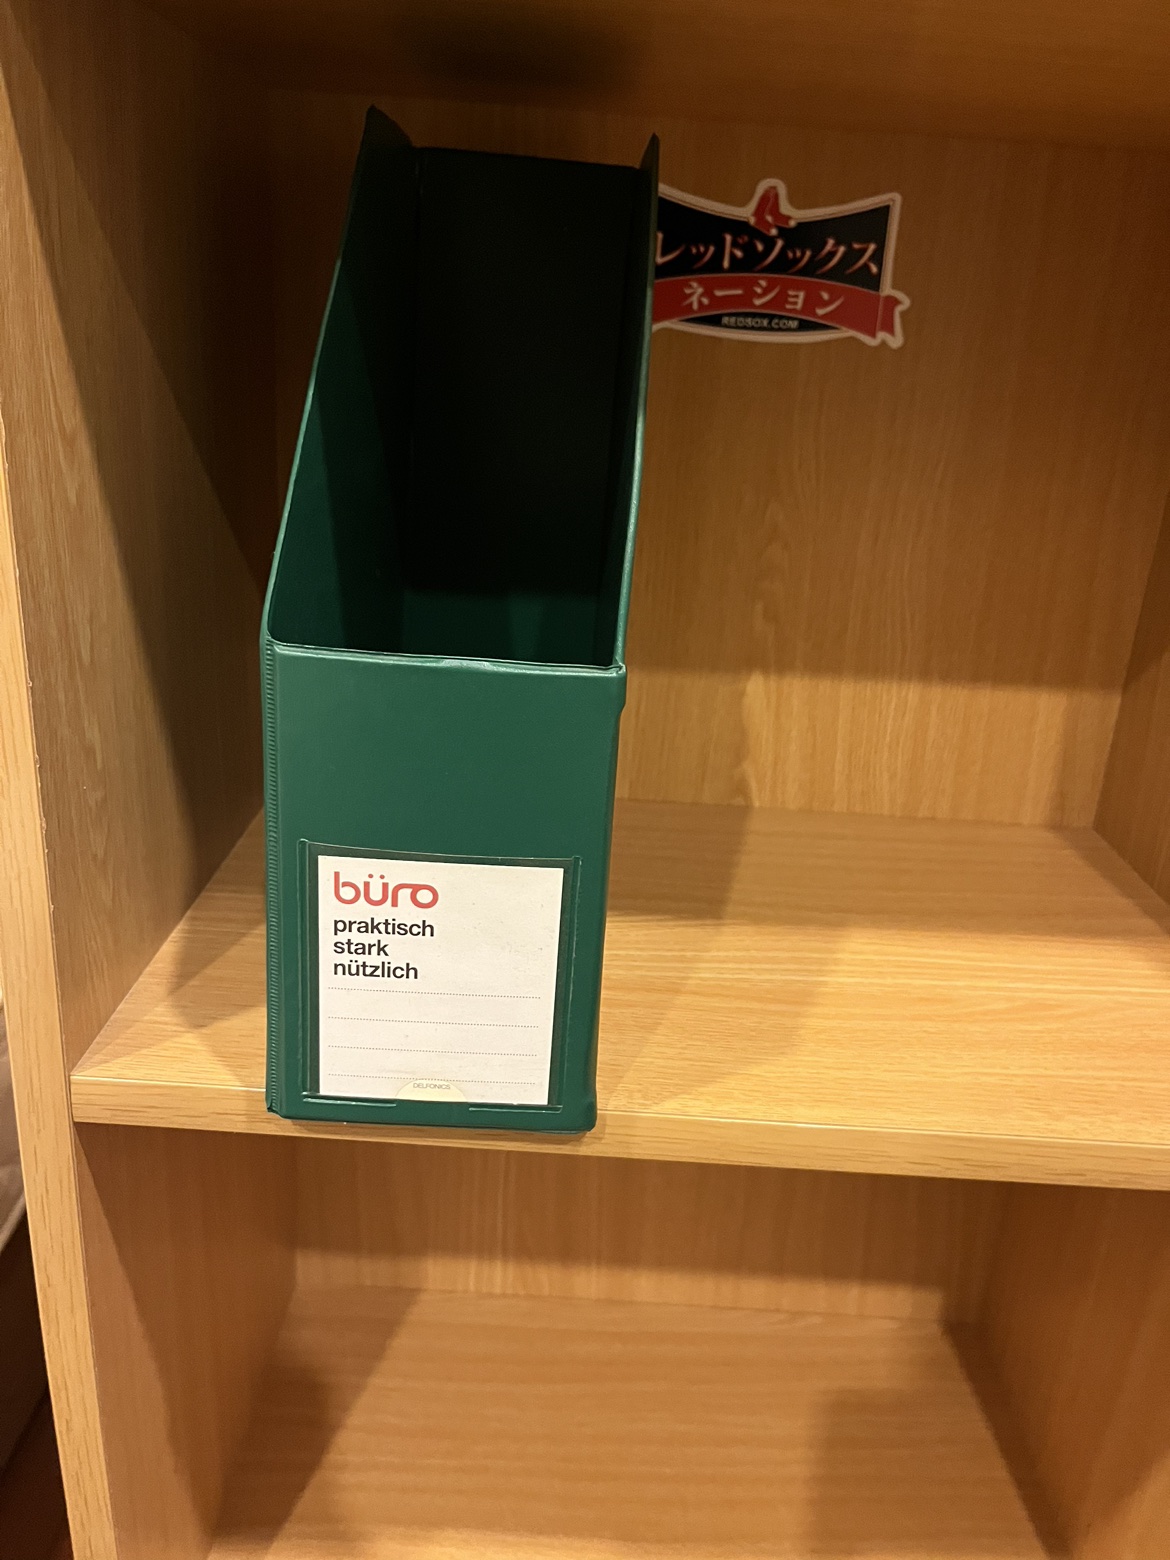 レッドソックス
ネーション
REDSOX.COM
büro
praktisch
stark
nützlich
DELFONICS